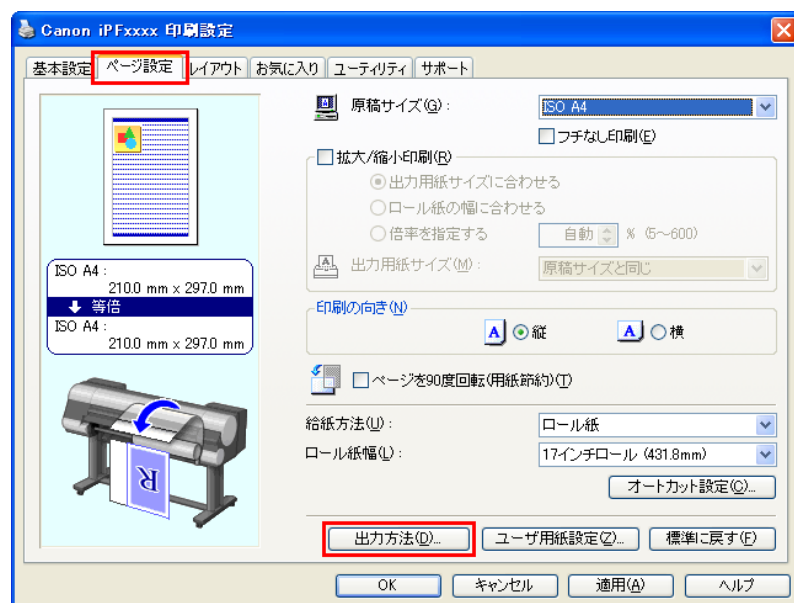 Canon iPFxxxx 印刷設定
基本設定 ページ設定 レイアウト お気に入り ユーティリティ サポート
原稿サイズ(G):
ISO A4
フチなし印刷(E)
拡大/縮小印刷(R)
出力用紙サイズに合わせる
ロール紙の幅に合わせる
倍率を指定する 自動 % (5~600)
出力用紙サイズ(M): 原稿サイズと同じ
ISO A4 :
210.0 mm x 297.0 mm
等倍
ISO A4 :
210.0 mm x 297.0 mm
印刷の向き(N)
A 縦 A 横
ページを90度回転(用紙節約)(T)
給紙方法(U): ロール紙
ロール紙幅(L): 17インチロール (431.8mm)
オートカット設定(C)...
R
出力方法(D)... ユーザ用紙設定(Z)... 標準に戻す(F)
OK キャンセル 適用(A) ヘルプ